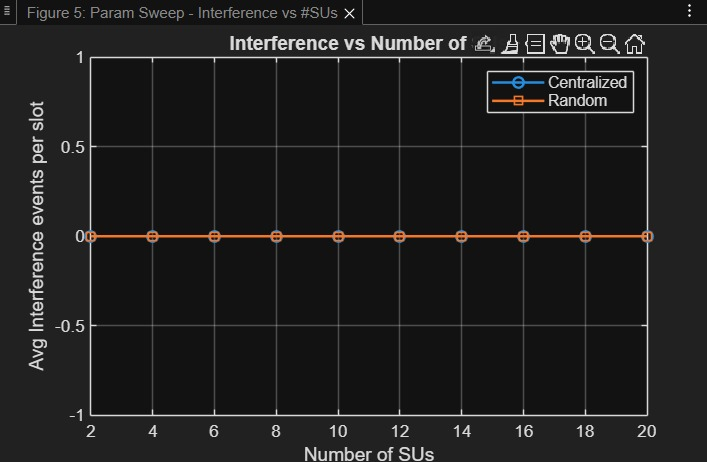 Figure 5: Param Sweep - Interference vs #SUs
Interference vs Number of
Centralized
Random
Avg Interference events per slot
1
0.5
0
-0.5
-1
2 4 6 8 10 12 14 16 18 20
Number of SUs